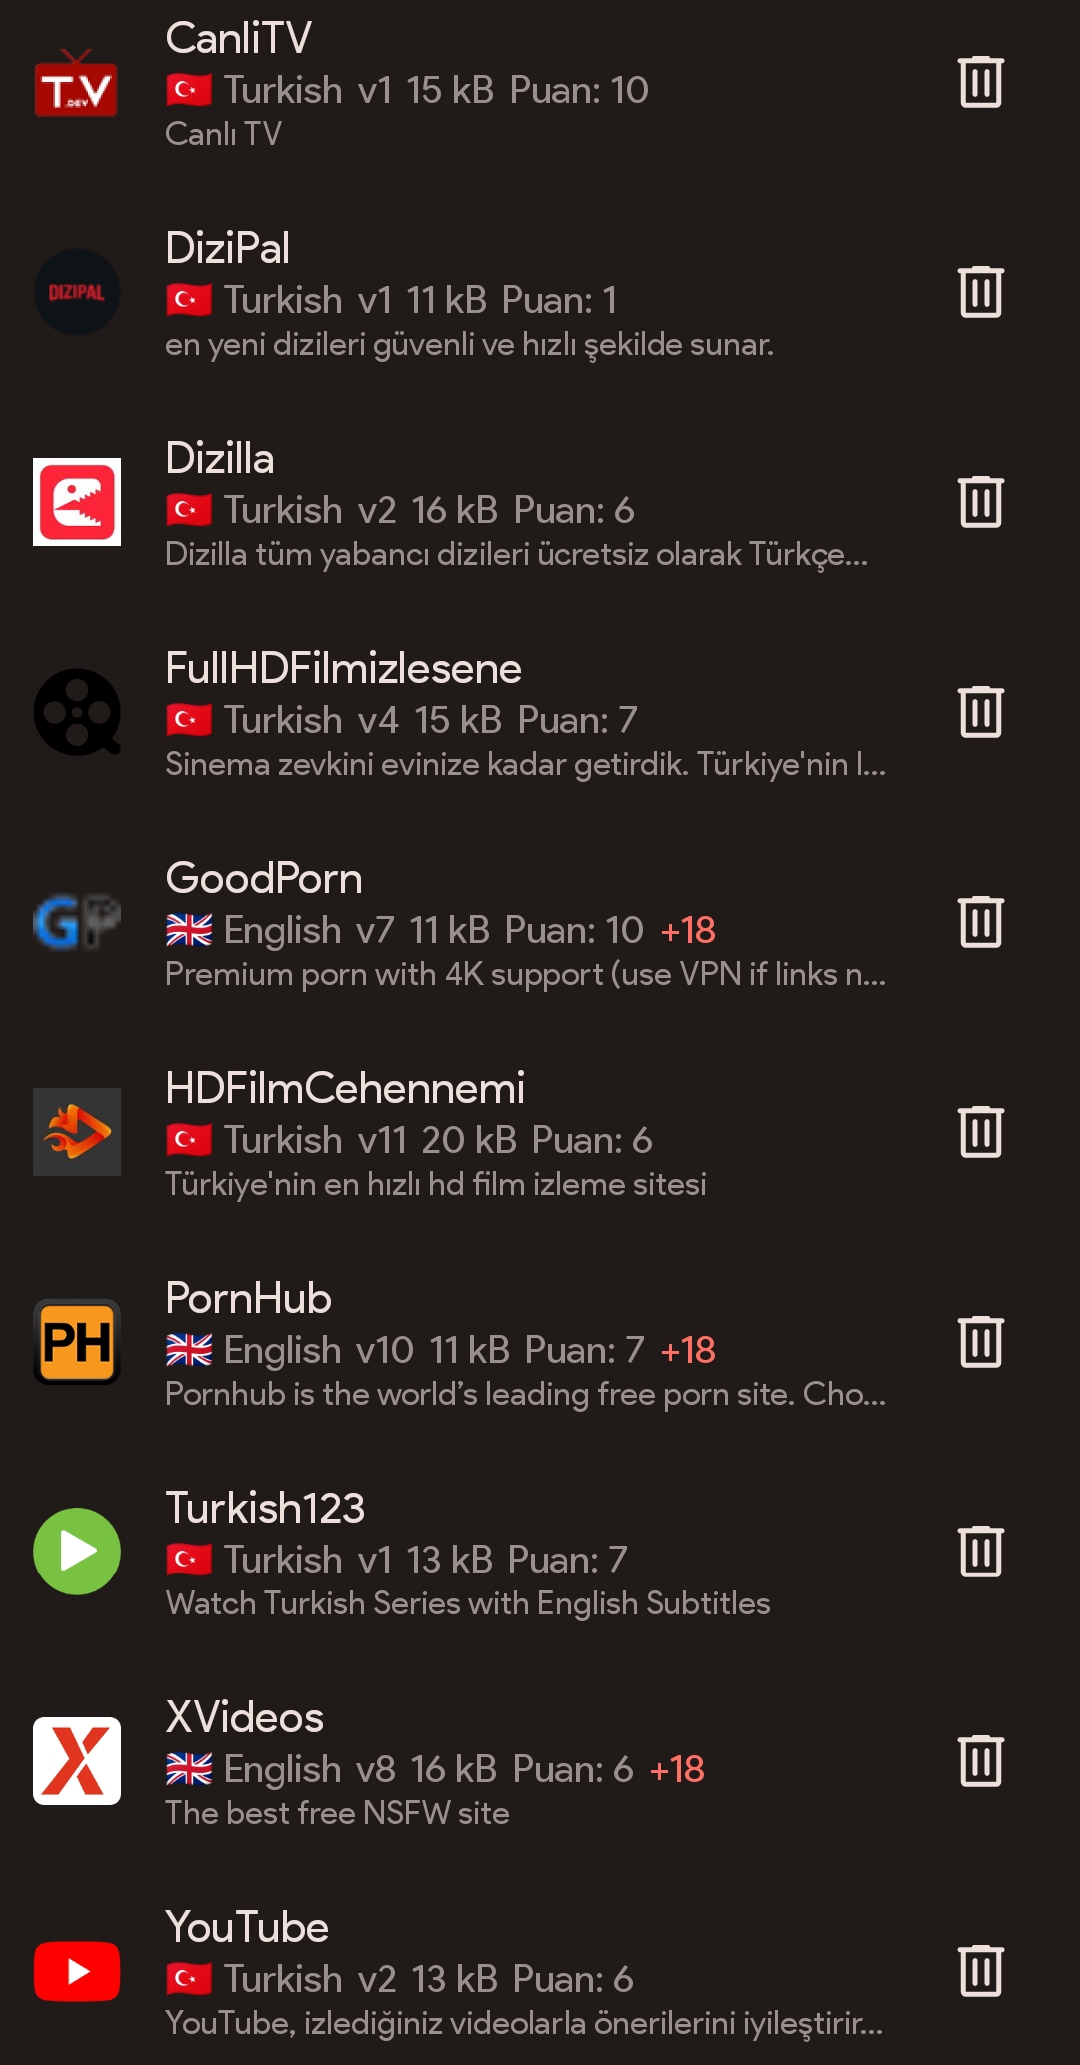 CanliTV
T.V
.DEV
Turkish v1 15 kB Puan: 10
Canlı TV
DiziPal
DIZIPAL
Turkish v1 11 kB Puan: 1
en yeni dizileri güvenli ve hızlı şekilde sunar.
Dizilla
Turkish v2 16 kB Puan: 6
Dizilla tüm yabancı dizileri ücretsiz olarak Türkçe...
FullHDFilmizlesene
Turkish v4 15 kB Puan: 7
Sinema zevkini evinize kadar getirdik. Türkiye'nin l...
GoodPorn
GP
English v7 11 kB Puan: 10 +18
Premium porn with 4K support (use VPN if links n...
HDFilmCehennemi
Turkish v11 20 kB Puan: 6
Türkiye'nin en hızlı hd film izleme sitesi
PornHub
PH
English v10 11 kB Puan: 7 +18
Pornhub is the world’s leading free porn site. Cho...
Turkish123
Turkish v1 13 kB Puan: 7
Watch Turkish Series with English Subtitles
XVideos
X
English v8 16 kB Puan: 6 +18
The best free NSFW site
YouTube
Turkish v2 13 kB Puan: 6
YouTube, izlediğiniz videolarla önerilerini iyileştirir...